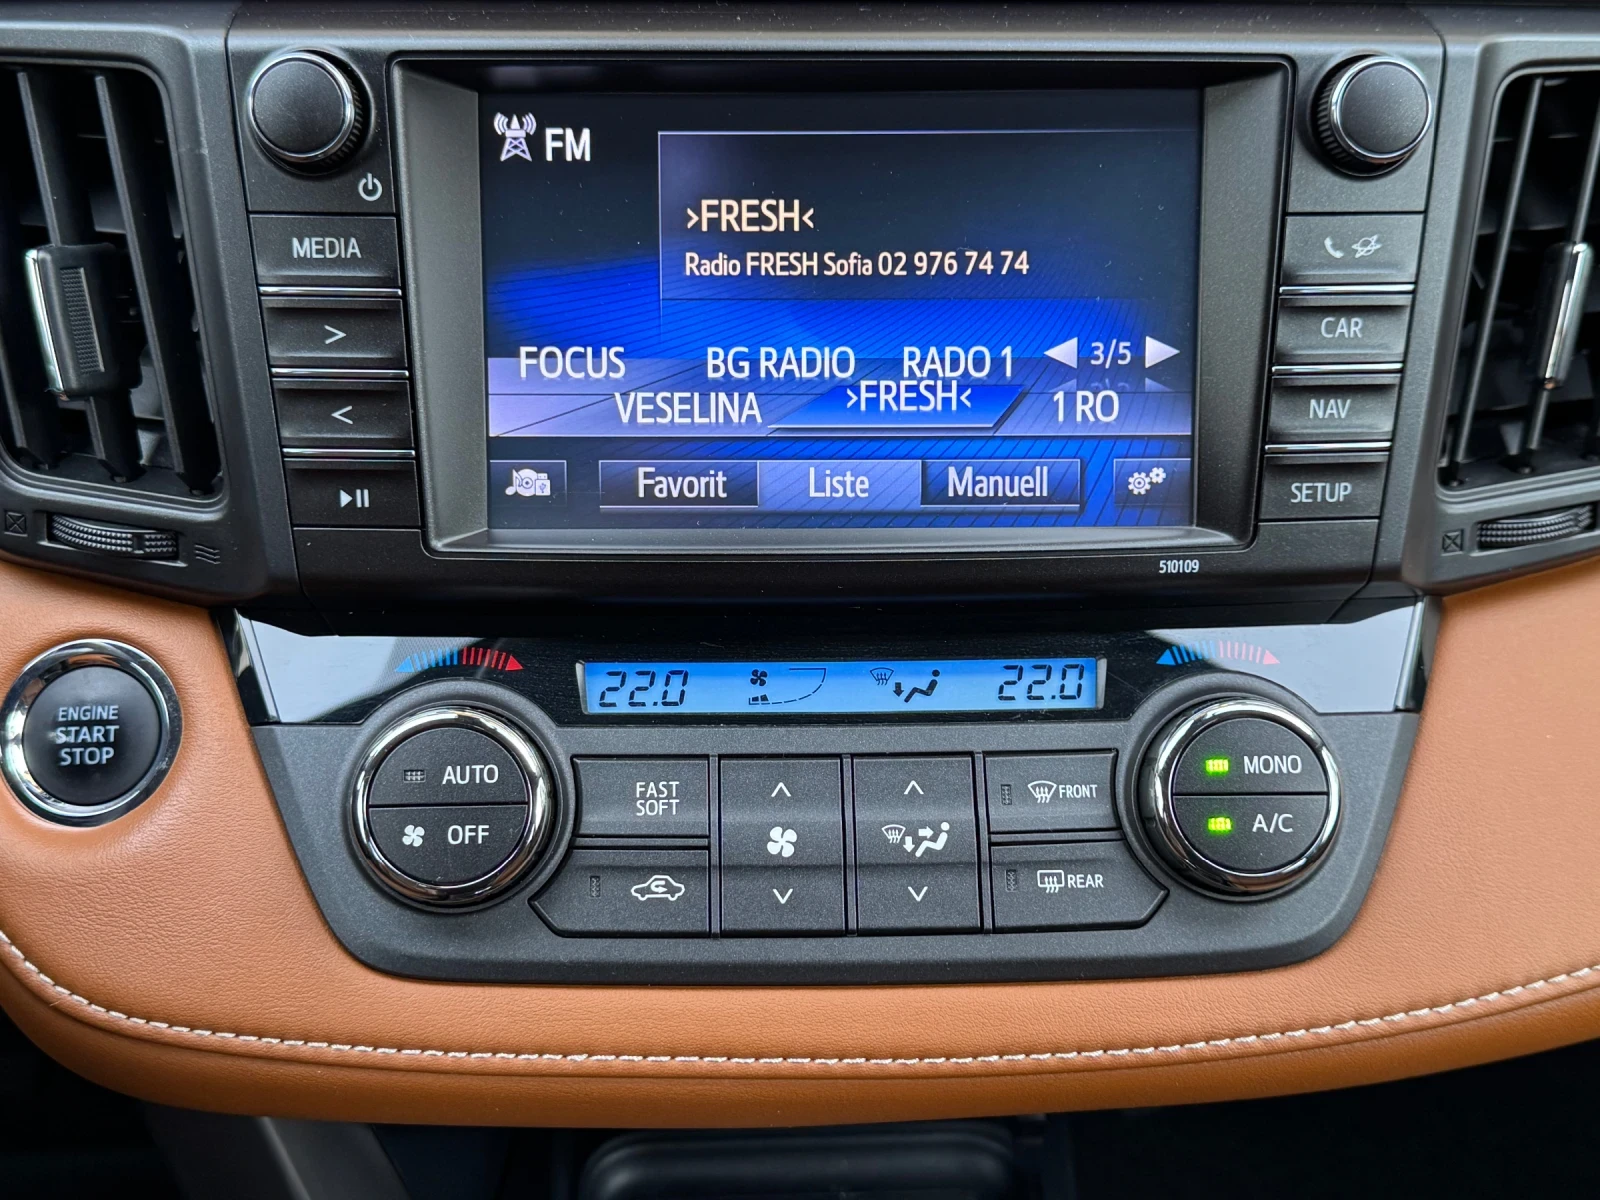 FM
>FRESH<
Radio FRESH Sofia 02 976 74 74
FOCUS BG RADIO RADO 1 3/5
VESELINA >FRESH< 1 RO
Favorit Liste Manuell
MEDIA
>
<
CAR
NAV
SETUP
510109
ENGINE
START
STOP
22.0 22.0
AUTO
OFF
FAST
SOFT
FRONT
REAR
MONO
A/C